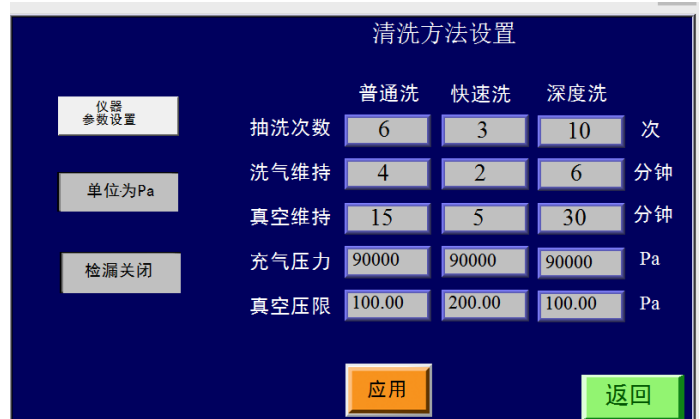 清洗方法设置
普通洗 快速洗 深度洗
仪器
参数设置
抽洗次数 6 3 10 次
洗气维持 4 2 6 分钟
单位为Pa
真空维持 15 5 30 分钟
充气压力 90000 90000 90000 Pa
检漏关闭
真空压限 100.00 200.00 100.00 Pa
应用
返回